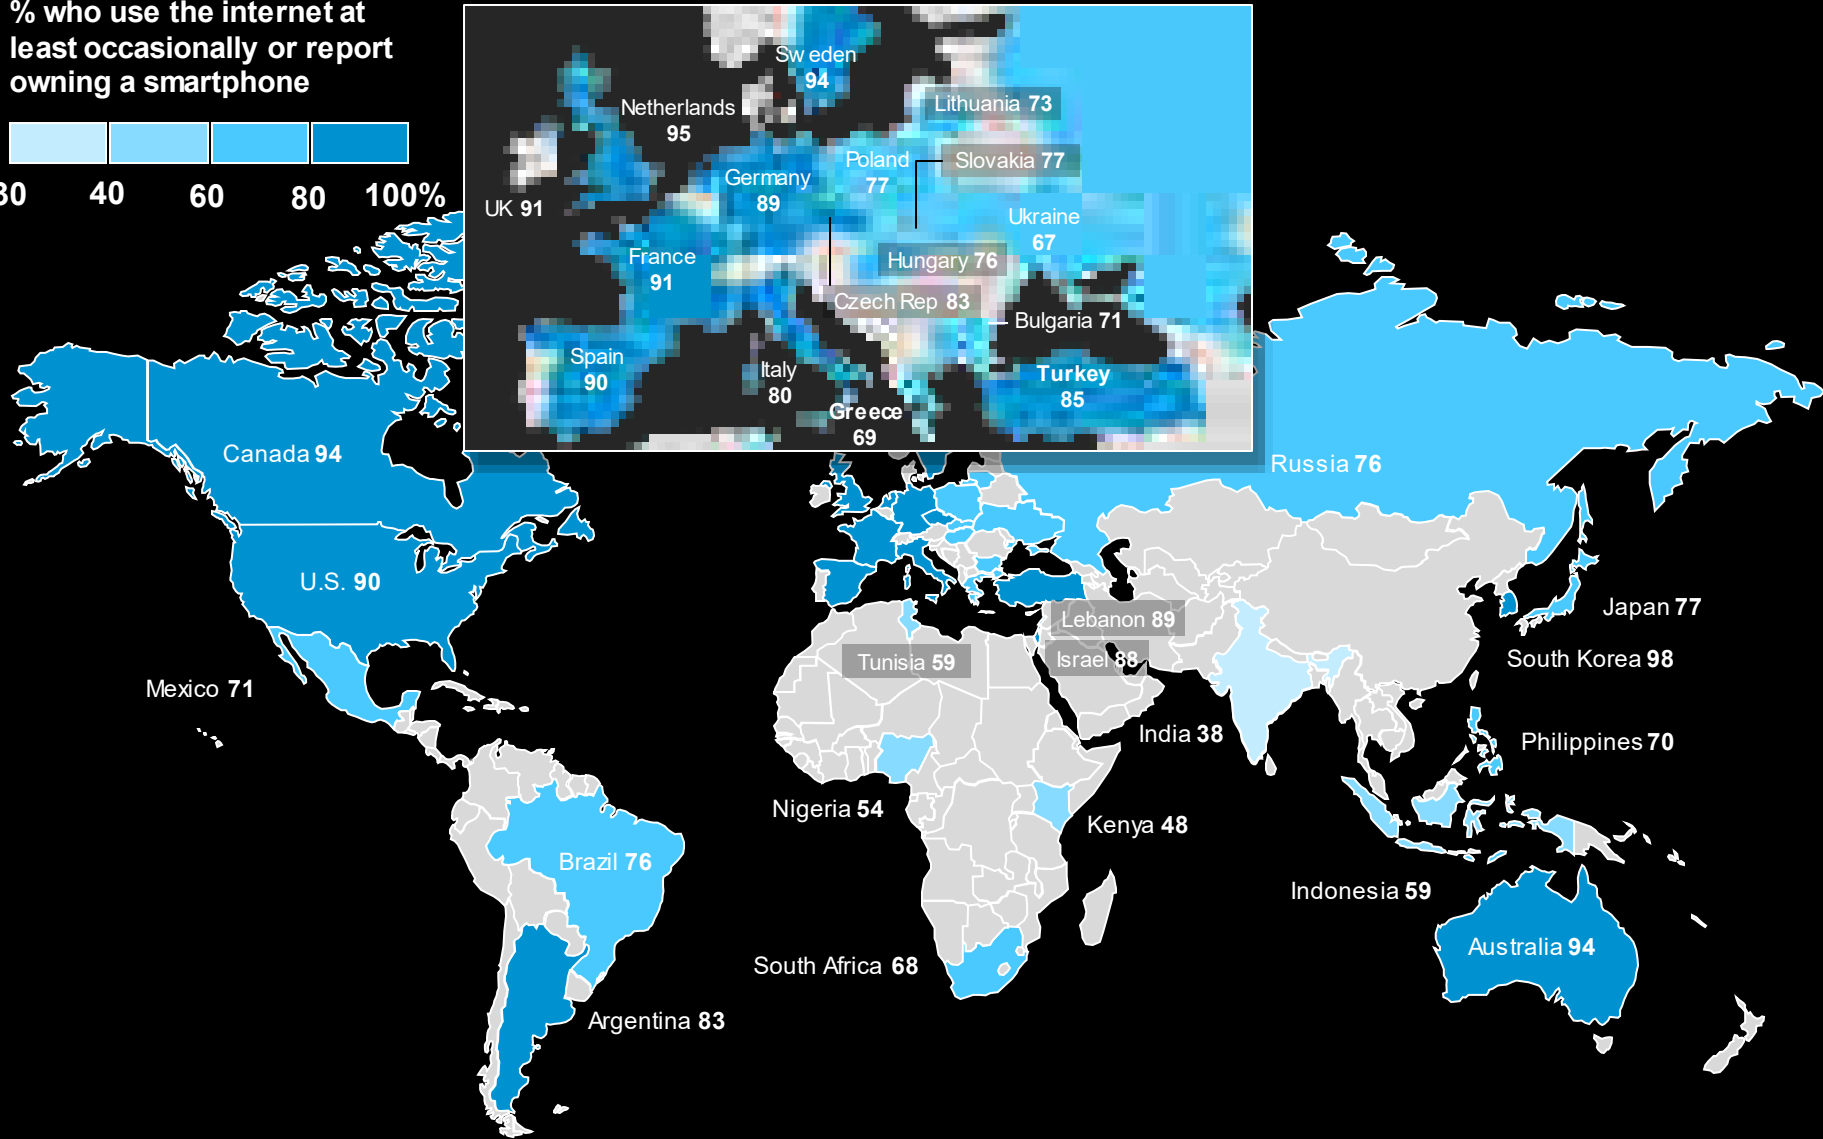 % who use the internet at
least occasionally or report
owning a smartphone
30 40 60 80 100%
Sweden
94
Netherlands
95
Lithuania 73
Poland
77
Slovakia 77
Germany
89
UK 91
Ukraine
67
France
91
Hungary 76
Czech Rep 83
Bulgaria 71
Spain
90
Italy
80
Turkey
85
Greece
69
Canada 94
Russia 76
U.S. 90
Japan 77
Lebanon 89
Tunisia 59
Israel 88
South Korea 98
Mexico 71
India 38
Philippines 70
Nigeria 54
Kenya 48
Brazil 76
Indonesia 59
Australia 94
South Africa 68
Argentina 83